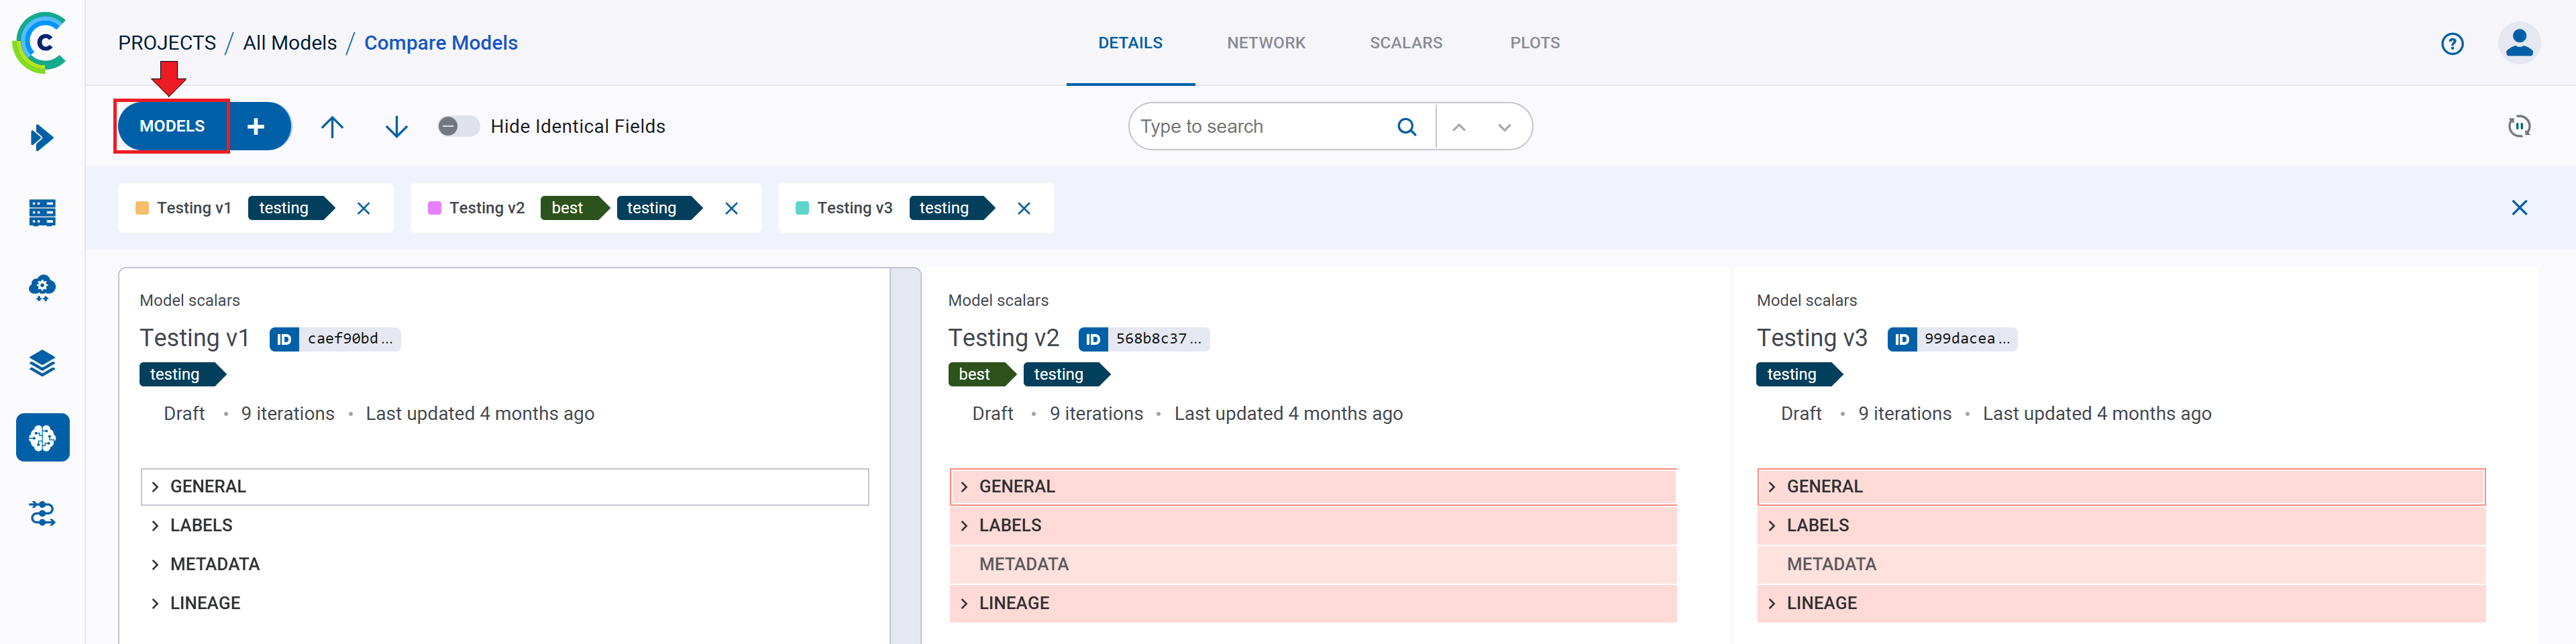 PROJECTS / All Models / Compare Models
DETAILS NETWORK SCALARS PLOTS
MODELS + Hide Identical Fields
Type to search
Testing v1 testing
Testing v2 best testing
Testing v3 testing
Model scalars
Testing v1 ID caef90bd...
testing
Draft • 9 iterations • Last updated 4 months ago
GENERAL
LABELS
METADATA
LINEAGE
Model scalars
Testing v2 ID 568b8c37...
best testing
Draft • 9 iterations • Last updated 4 months ago
GENERAL
LABELS
METADATA
LINEAGE
Model scalars
Testing v3 ID 999dacea...
testing
Draft • 9 iterations • Last updated 4 months ago
GENERAL
LABELS
METADATA
LINEAGE